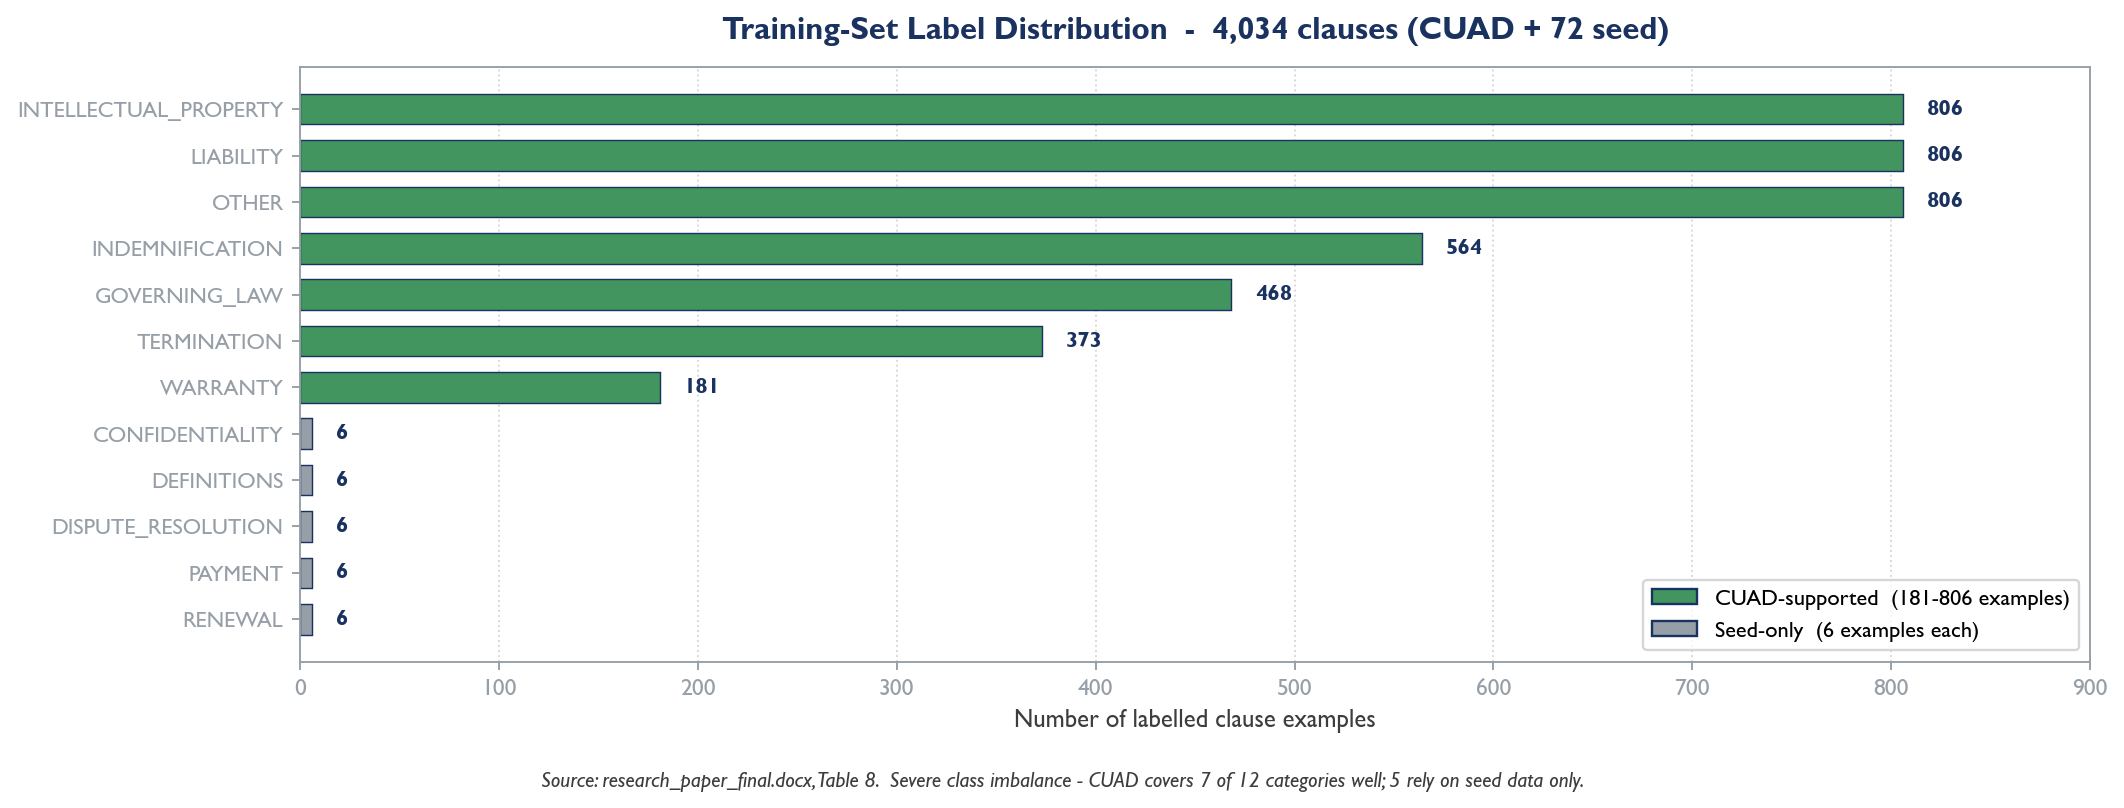 Training-Set Label Distribution - 4,034 clauses (CUAD + 72 seed)
INTELLECTUAL_PROPERTY 806
LIABILITY 806
OTHER 806
INDEMNIFICATION 564
GOVERNING_LAW 468
TERMINATION 373
WARRANTY 181
CONFIDENTIALITY 6
DEFINITIONS 6
DISPUTE_RESOLUTION 6
PAYMENT 6
RENEWAL 6
CUAD-supported (181-806 examples)
Seed-only (6 examples each)
0 100 200 300 400 500 600 700 800 900
Number of labelled clause examples
Source: research_paper_final.docx, Table 8. Severe class imbalance - CUAD covers 7 of 12 categories well; 5 rely on seed data only.